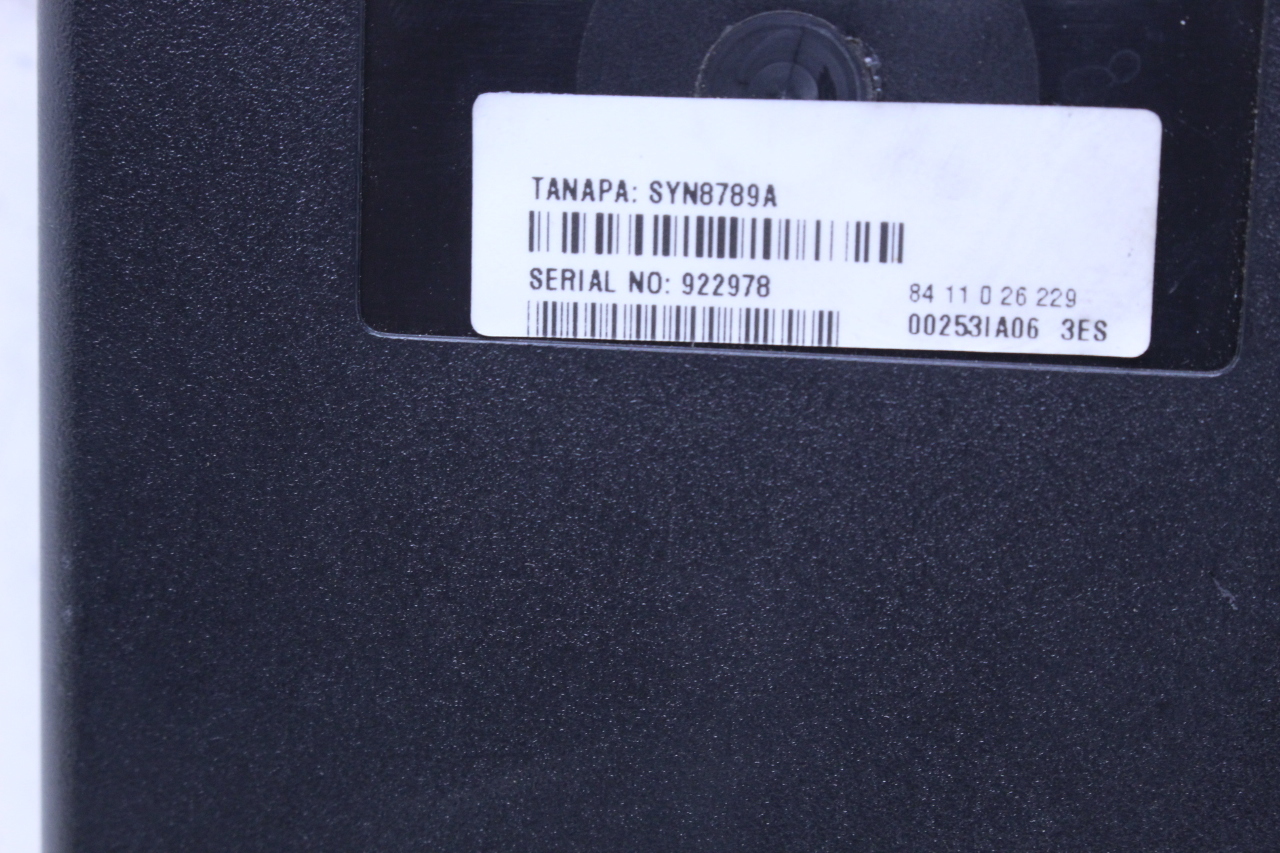 TANAPA: SYN8789A
SERIAL NO: 922978
84 11 0 26 229
00253IA06 3ES